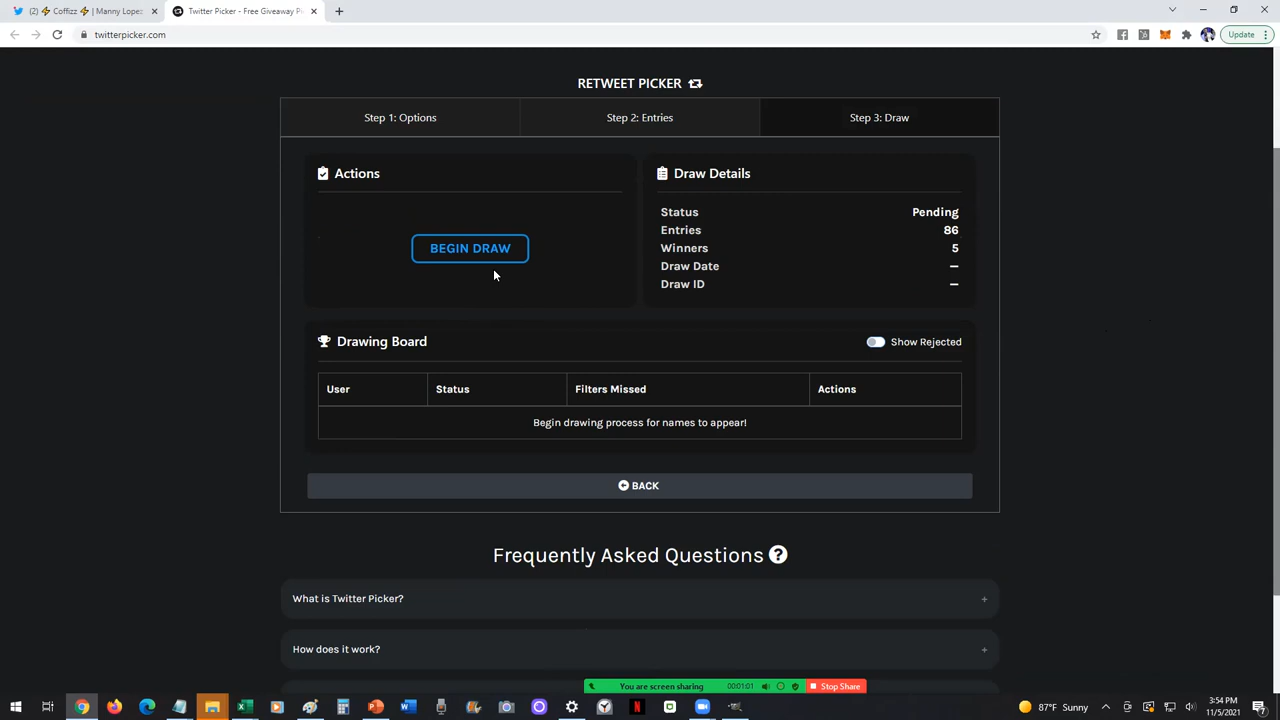 (2) ⚡ Coffizz ⚡ | Manny Lopez
Twitter Picker - Free Giveaway Pi
twitterpicker.com
Update
RETWEET PICKER
Step 1: Options
Step 2: Entries
Step 3: Draw
Actions
BEGIN DRAW
Draw Details
Status Pending
Entries 86
Winners 5
Draw Date –
Draw ID –
Drawing Board
Show Rejected
User Status Filters Missed Actions
Begin drawing process for names to appear!
BACK
Frequently Asked Questions
What is Twitter Picker? +
How does it work? +
You are screen sharing 00:01:01 Stop Share
87°F Sunny
3:54 PM
11/5/2021